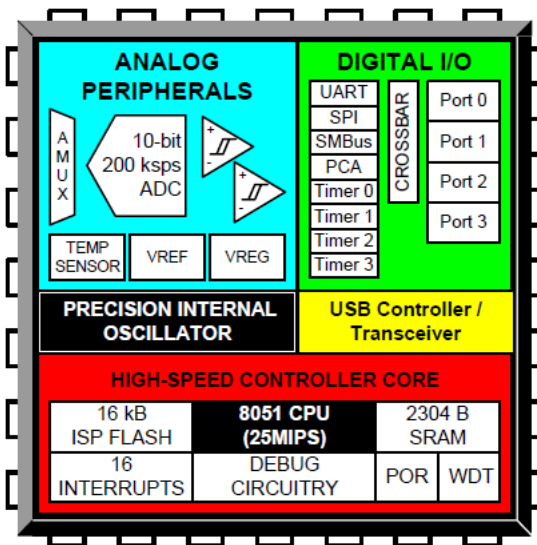 ANALOG
PERIPHERALS
A
M
U
X
10-bit
200 ksps
ADC
+
-
+
-
TEMP
SENSOR
VREF
VREG
DIGITAL I/O
UART
SPI
SMBus
PCA
Timer 0
Timer 1
Timer 2
Timer 3
CROSSBAR
Port 0
Port 1
Port 2
Port 3
PRECISION INTERNAL
OSCILLATOR
USB Controller /
Transceiver
HIGH-SPEED CONTROLLER CORE
16 kB
ISP FLASH
8051 CPU
(25MIPS)
2304 B
SRAM
16
INTERRUPTS
DEBUG
CIRCUITRY
POR
WDT